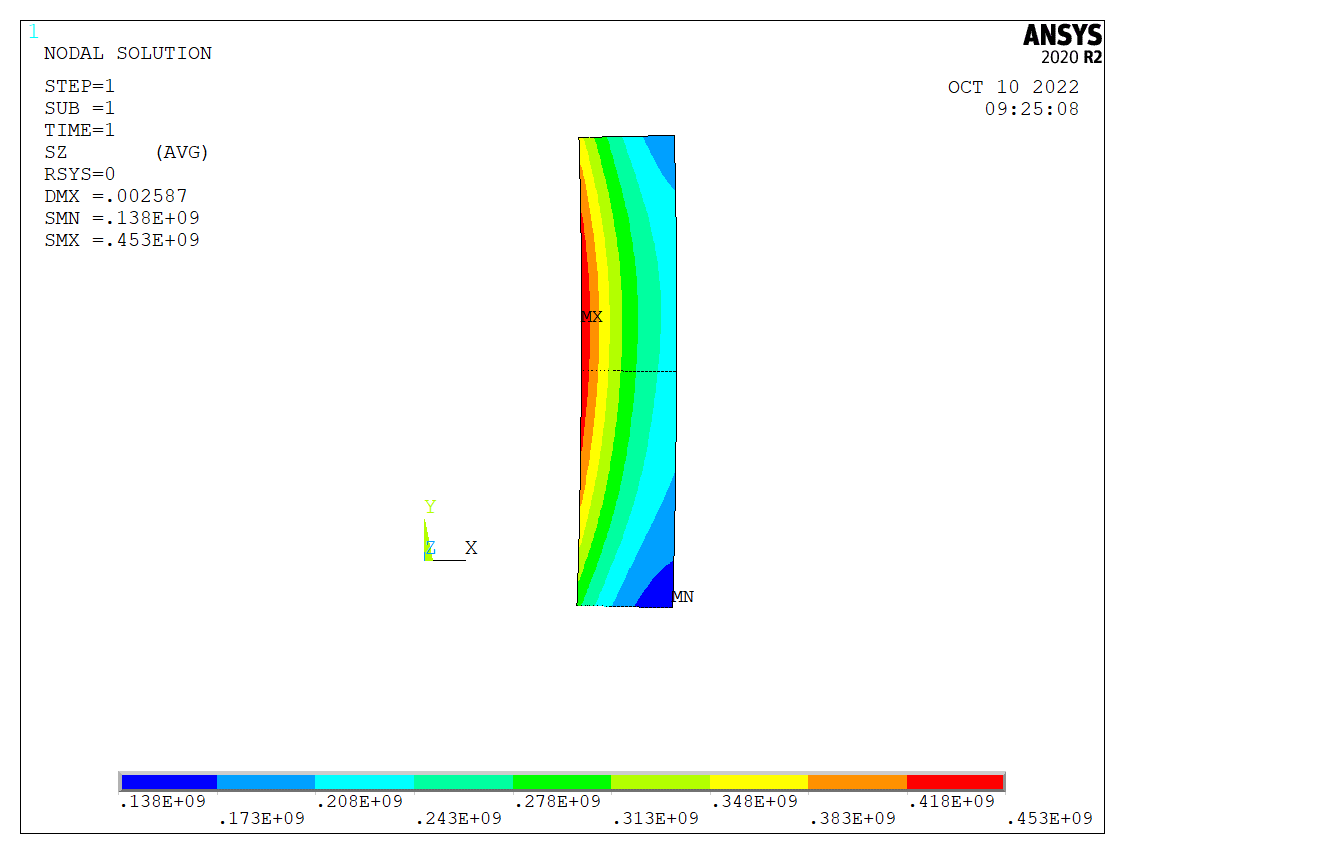 1
NODAL SOLUTION
STEP=1
SUB =1
TIME=1
SZ (AVG)
RSYS=0
DMX =.002587
SMN =.138E+09
SMX =.453E+09
ANSYS
2020 R2
OCT 10 2022
09:25:08
MX
Y
Z X
MN
.138E+09 .208E+09 .278E+09 .348E+09 .418E+09
.173E+09 .243E+09 .313E+09 .383E+09 .453E+09